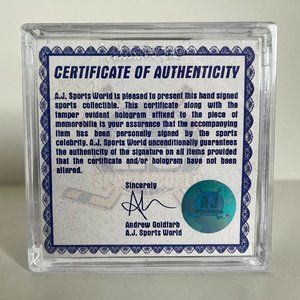 CERTIFICATE OF AUTHENTICITY
A.J. Sports World is pleased to present this hand signed
sports collectible. This certificate along with the
tamper evident hologram affixed to the piece of
memorabilia is your assurance that the accompanying
item has been personally signed by the sports
celebrity. A.J. Sports World unconditionally guarantees
the authenticity of the signature on all items provided
that the certificate and/or hologram have not been
altered.
Sincerely
Andrew Goldfarb
A.J. Sports World
A.J.